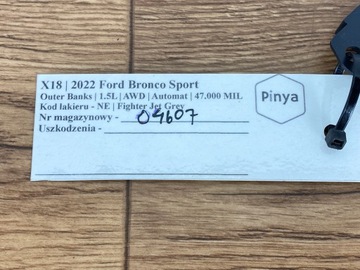 X18 | 2022 Ford Bronco Sport
Outer Banks | 1.5L | AWD | Automat | 47.000 MIL
Kod lakieru - NE | Fighter Jet Grey
Nr magazynowy - 09607
Uszkodzenia -
Pinya